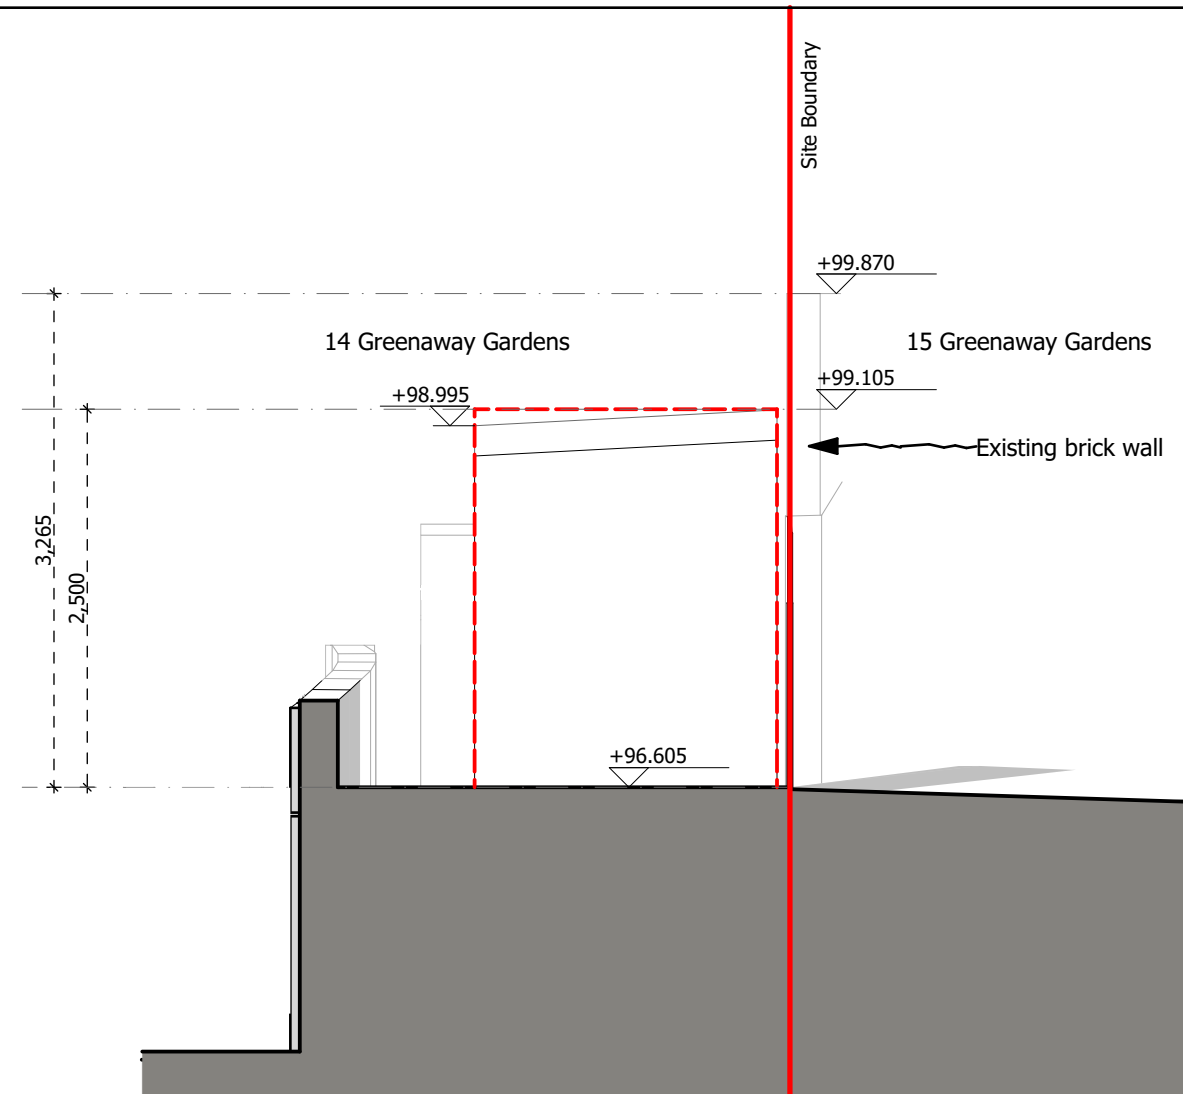 Site Boundary
+99.870
14 Greenaway Gardens
15 Greenaway Gardens
+99.105
+98.995
Existing brick wall
3,265
2,500
+96.605